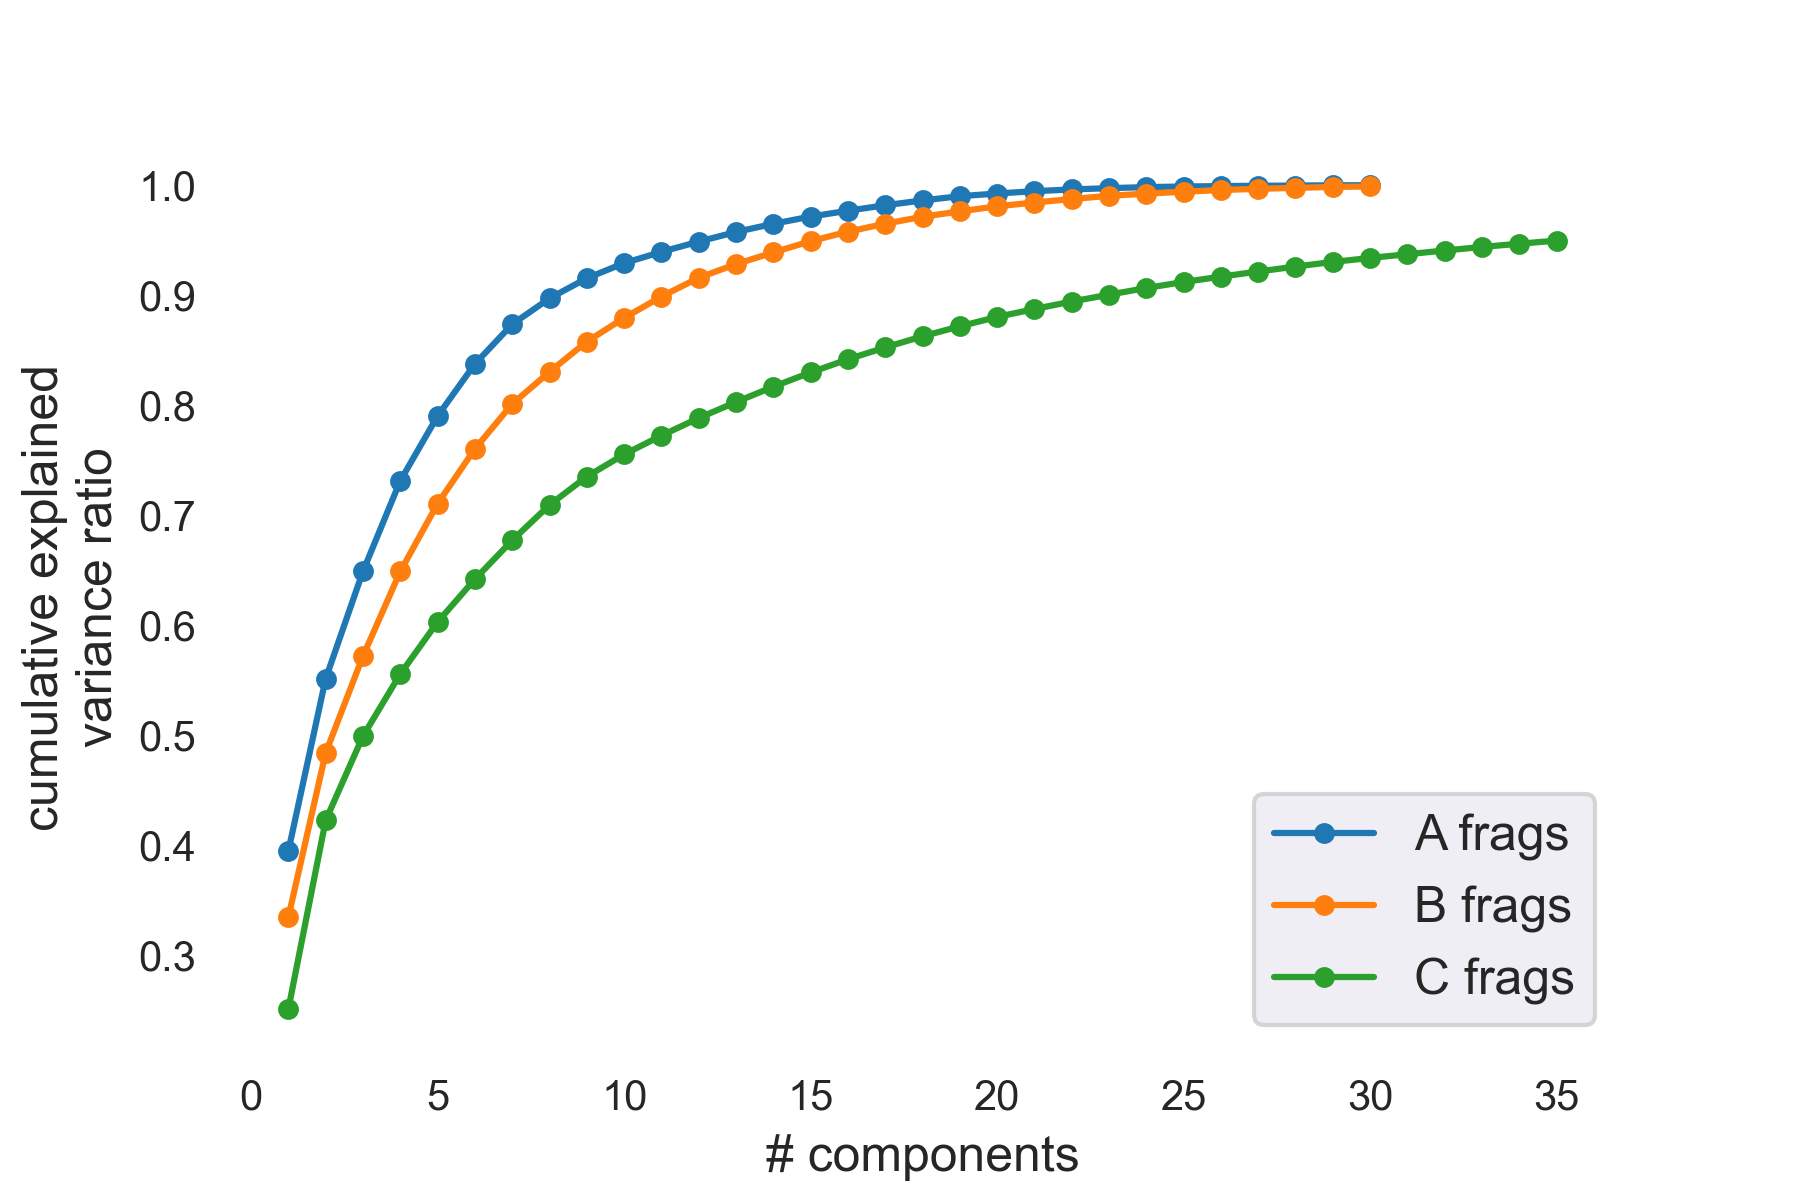 cumulative explained
variance ratio
1.0
0.9
0.8
0.7
0.6
0.5
0.4
0.3
A frags
B frags
C frags
0 5 10 15 20 25 30 35
# components